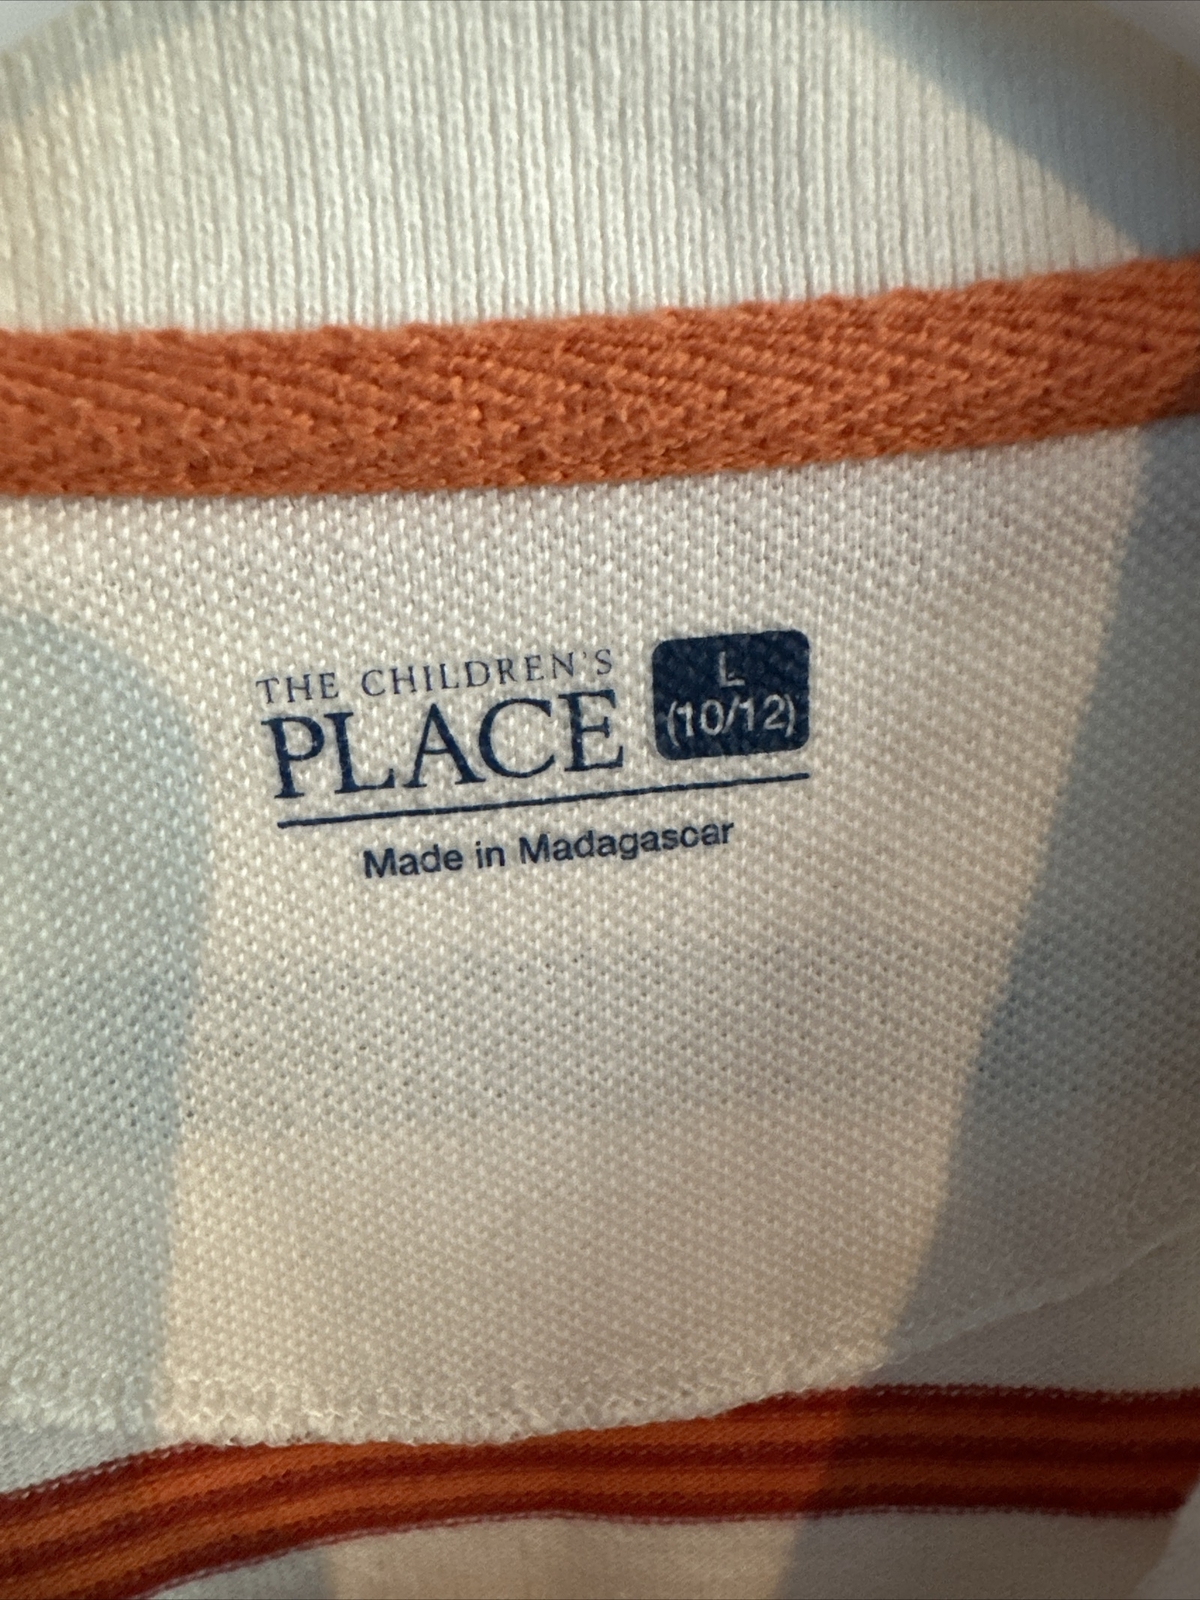 THE CHILDREN'S
PLACE
L
(10/12)
Made in Madagascar